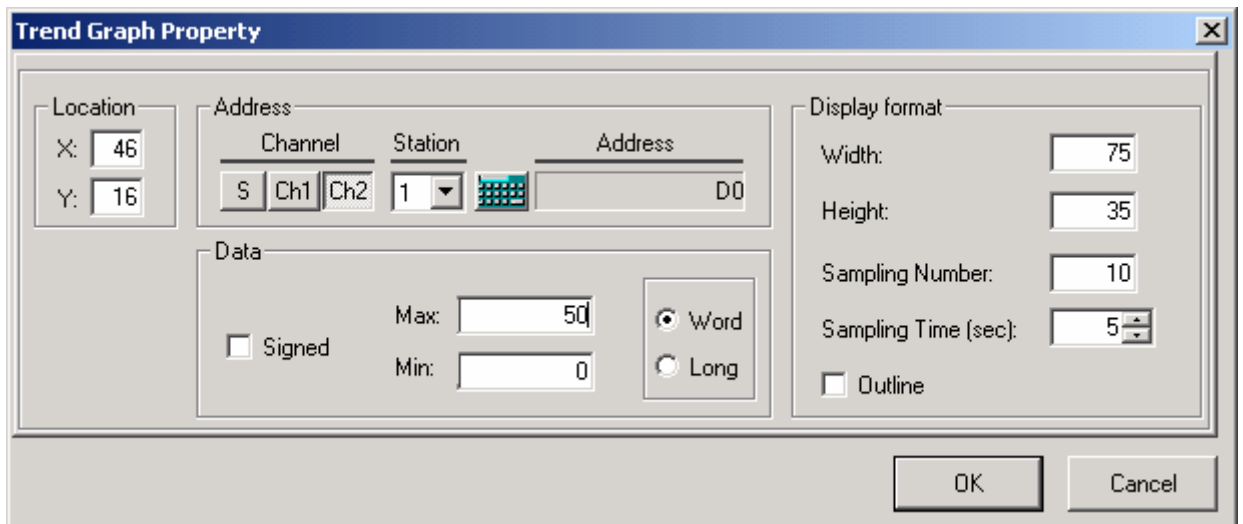 Trend Graph Property
Location
X: 46
Y: 16
Address
Channel Station Address
S Ch1 Ch2 1 D0
Data
Signed
Max: 50
Min: 0
Word
Long
Display format
Width: 75
Height: 35
Sampling Number: 10
Sampling Time (sec): 5
Outline
OK Cancel